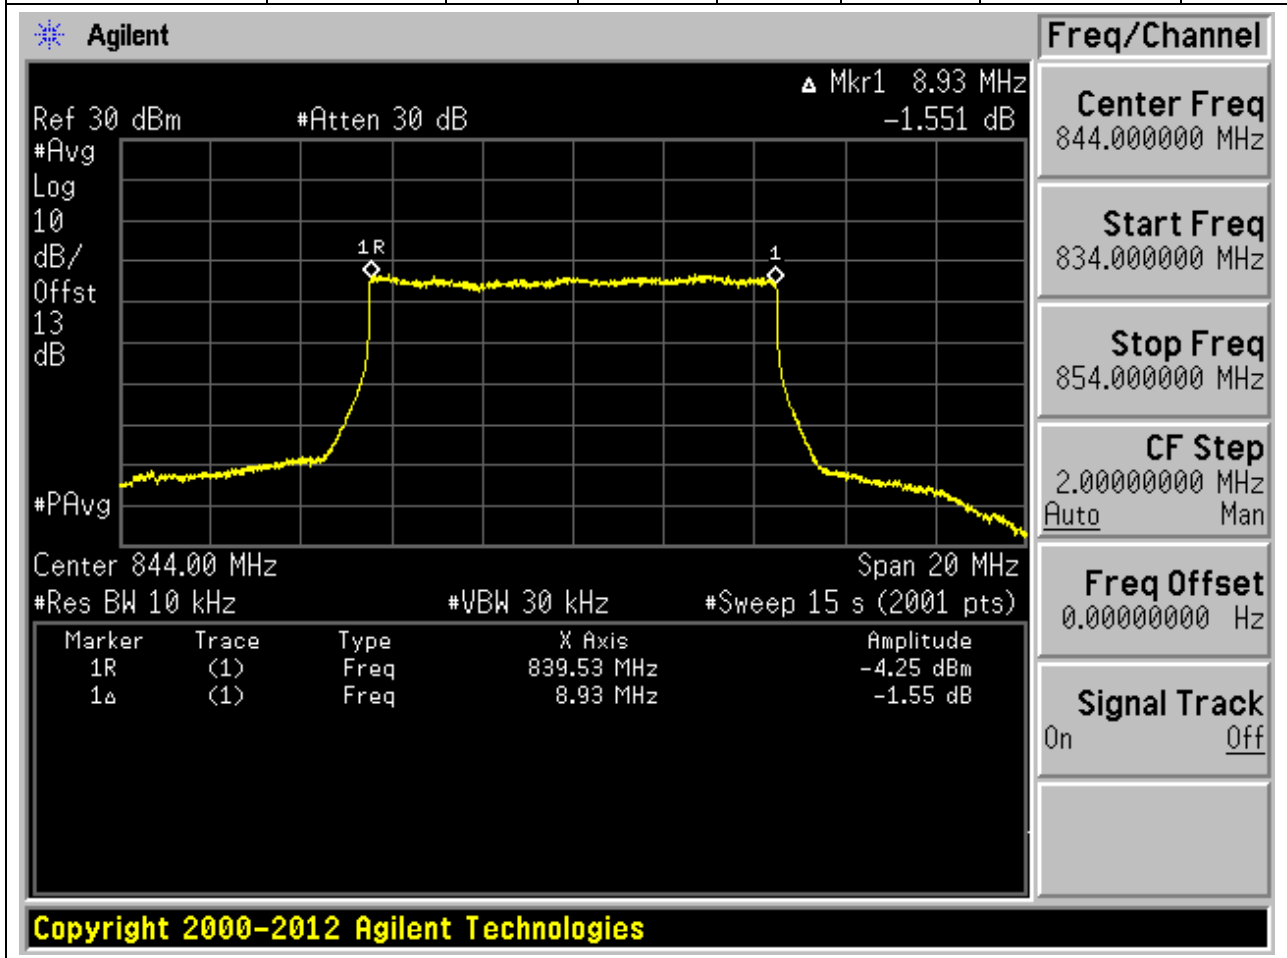 Agilent
Freq/Channel
▵ Mkr1 8.93 MHz
Ref 30 dBm #Atten 30 dB -1.551 dB
#Avg
Log
10
dB/
Offst
13
dB
#PAvg
1R
1
Center 844.00 MHz Span 20 MHz
#Res BW 10 kHz #VBW 30 kHz #Sweep 15 s (2001 pts)
Marker Trace Type X Axis Amplitude
1R (1) Freq 839.53 MHz -4.25 dBm
1▵ (1) Freq 8.93 MHz -1.55 dB
Center Freq
844.000000 MHz
Start Freq
834.000000 MHz
Stop Freq
854.000000 MHz
CF Step
2.00000000 MHz
Auto Man
Freq Offset
0.00000000 Hz
Signal Track
On Off
Copyright 2000-2012 Agilent Technologies